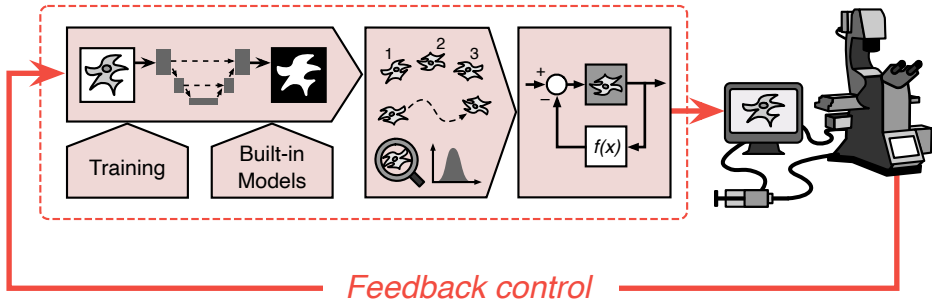 1
2
3
+
−
f(x)
Training
Built-in
Models
Feedback control